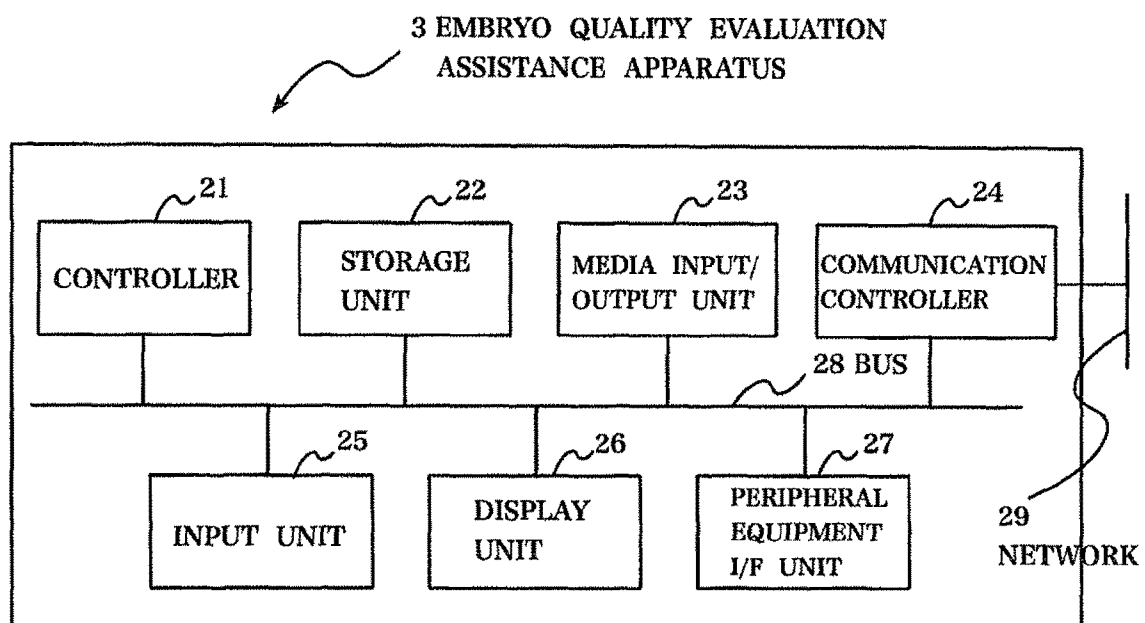 3 EMBRYO QUALITY EVALUATION
ASSISTANCE APPARATUS
21
CONTROLLER
22
STORAGE
UNIT
23
MEDIA INPUT/
OUTPUT UNIT
24
COMMUNICATION
CONTROLLER
28 BUS
25
INPUT UNIT
26
DISPLAY
UNIT
27
PERIPHERAL
EQUIPMENT
I/F UNIT
29
NETWORK